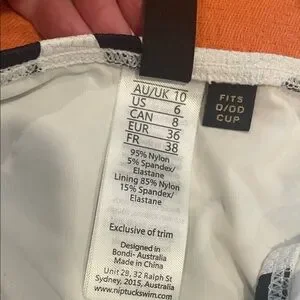 AU/UK 10
US 6
CAN 8
EUR 36
FR 38
95% Nylon
5% Spandex/
Elastane
Lining 85% Nylon
15% Spandex/
Elastane
Exclusive of trim
Designed in
Bondi- Australia
Made in China
Unit 28, 32 Ralph St
Sydney, 2015, Australia
www.niptuckswim.com
FITS
D/DD
CUP